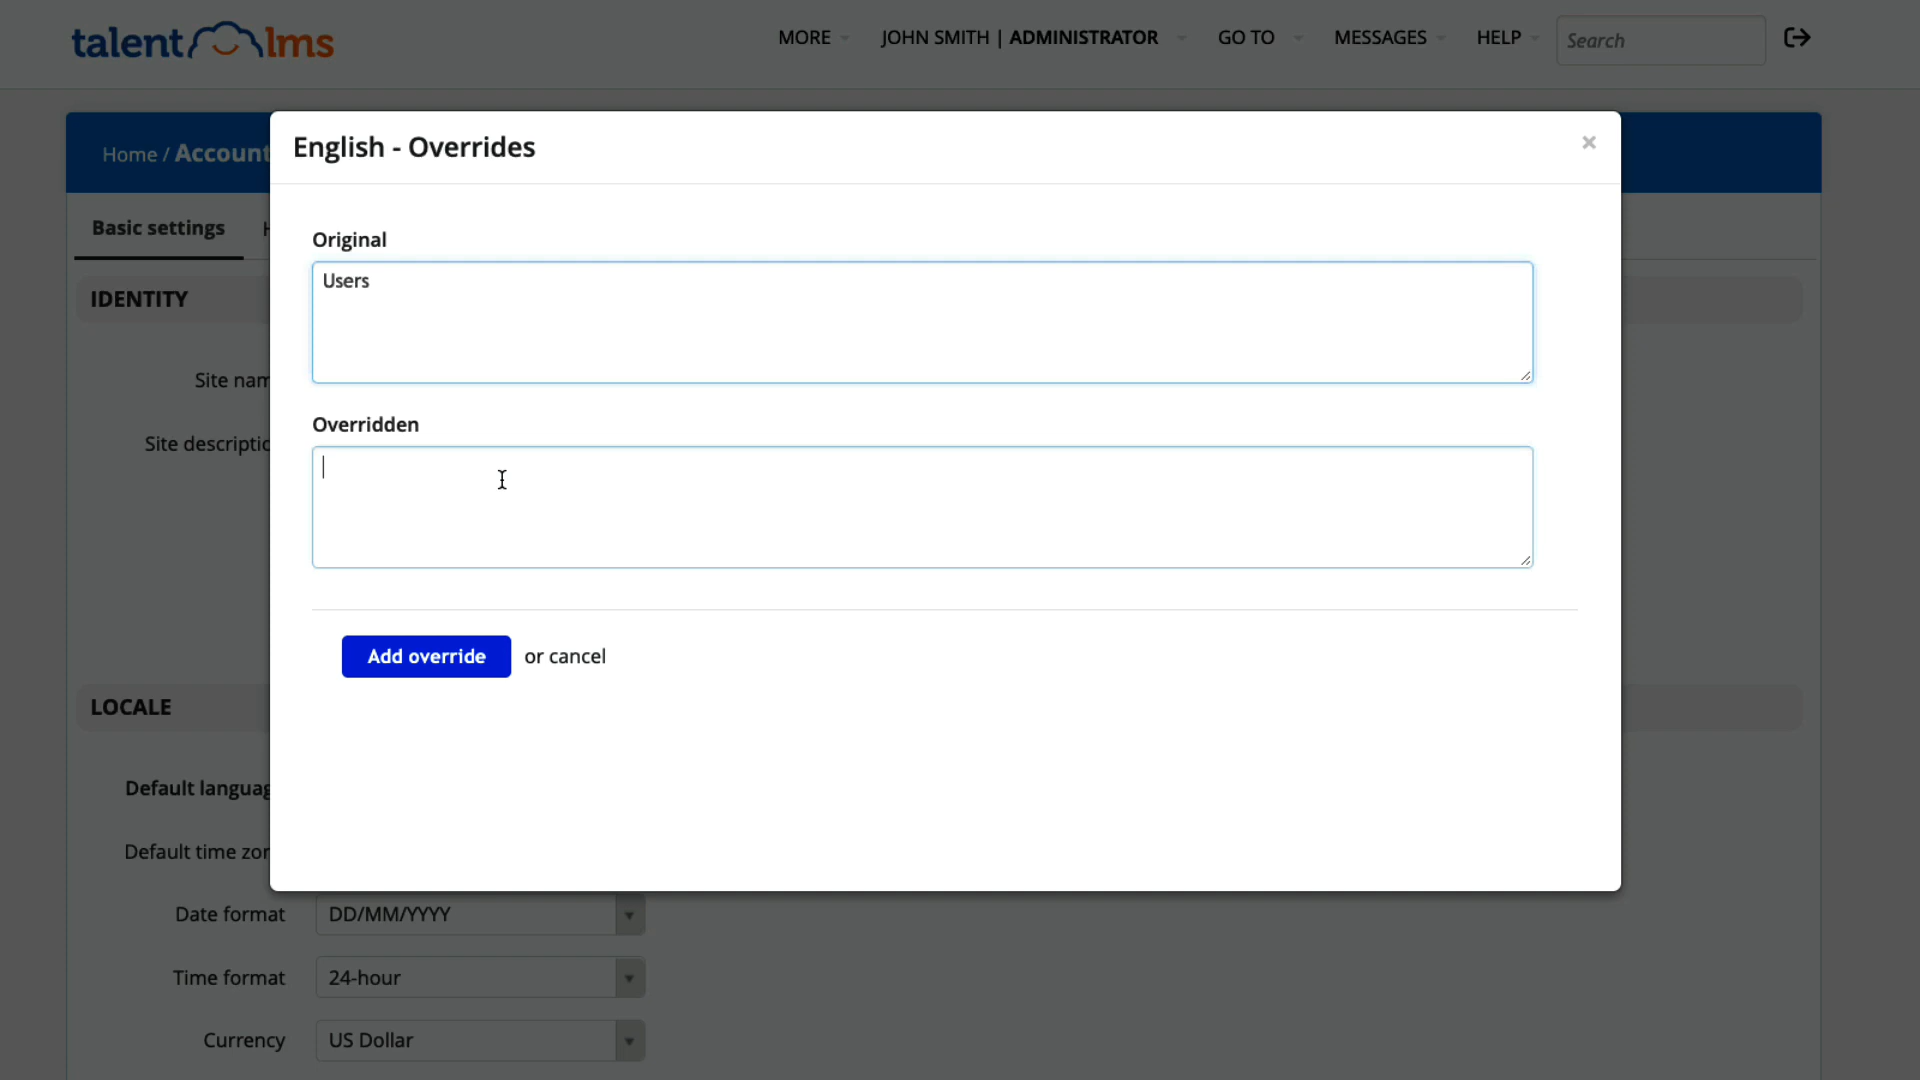 talentlms
MORE JOHN SMITH | ADMINISTRATOR GO TO MESSAGES HELP Search
Home / Account
English - Overrides
×
Basic settings
Original
Users
IDENTITY
Site nam
Overridden
Site descriptio
Add override or cancel
LOCALE
Default languag
Default time zon
Date format DD/MM/YYYY
Time format 24-hour
Currency US Dollar